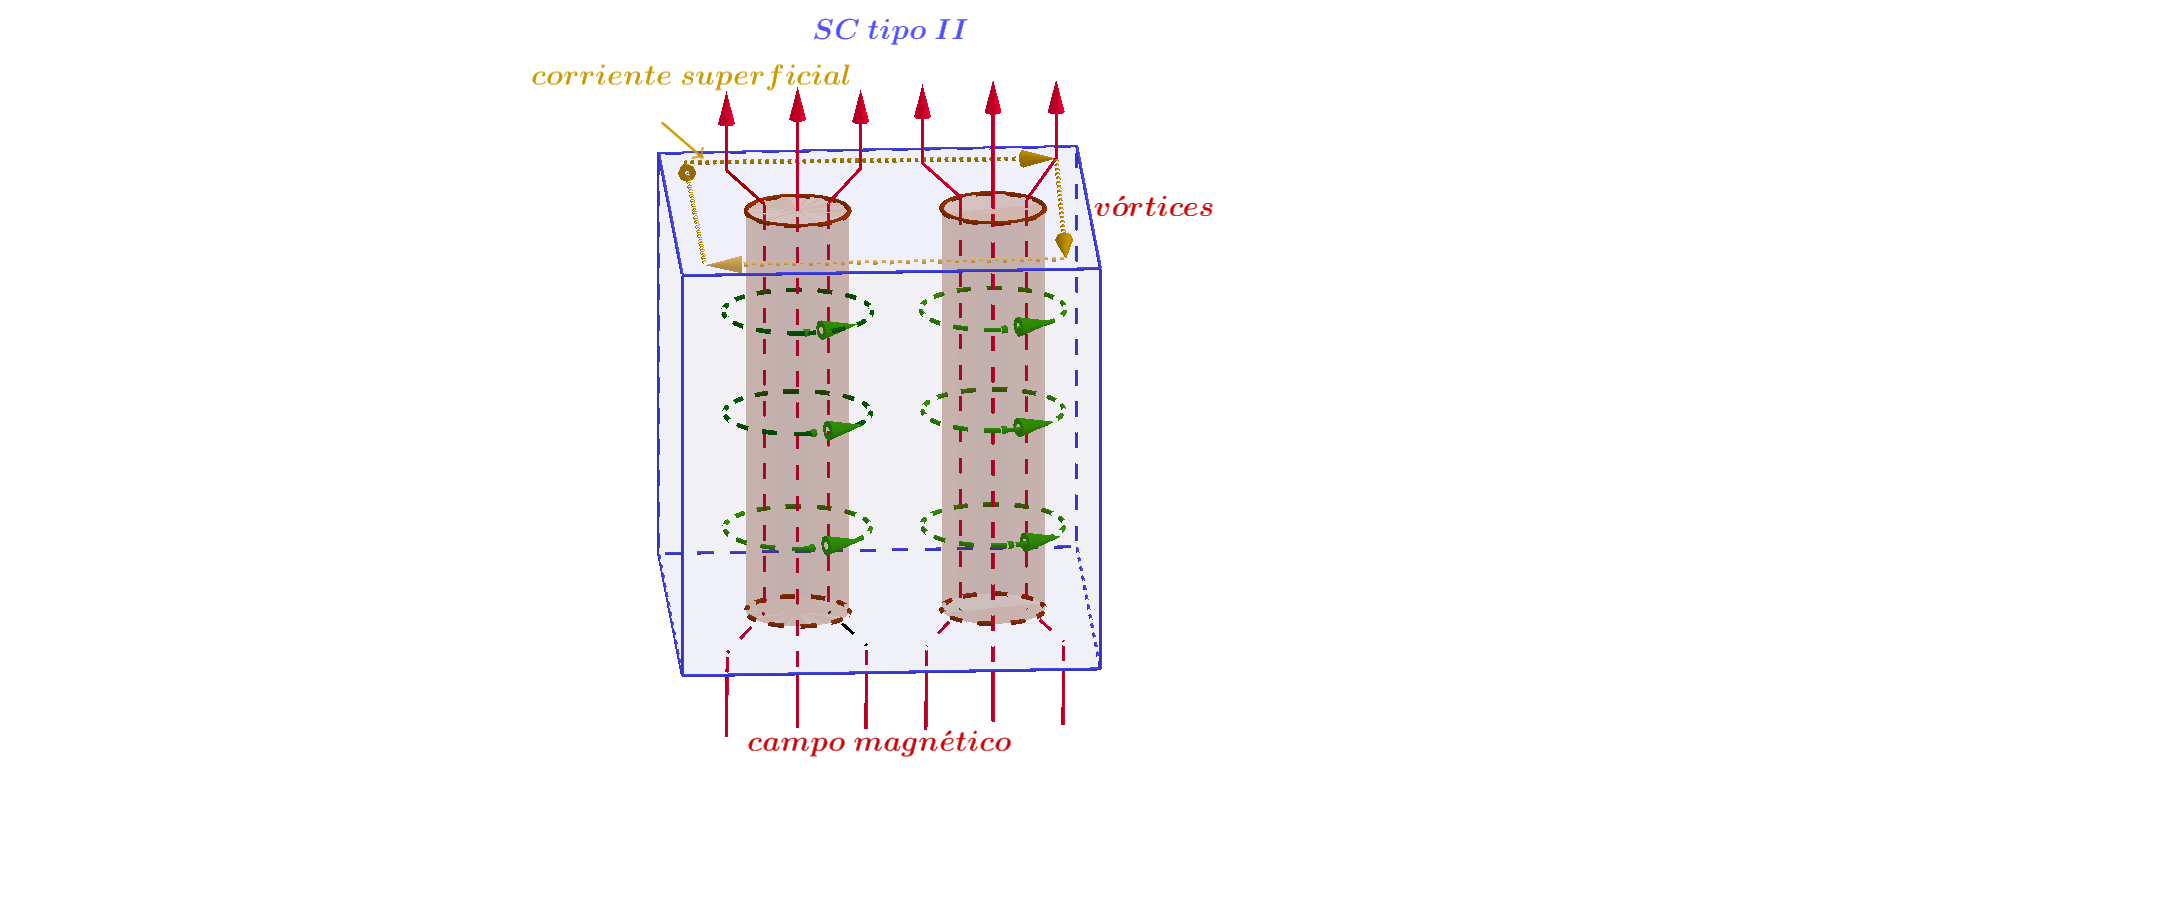 SC tipo II
corriente superficial
vórtices
campo magnético